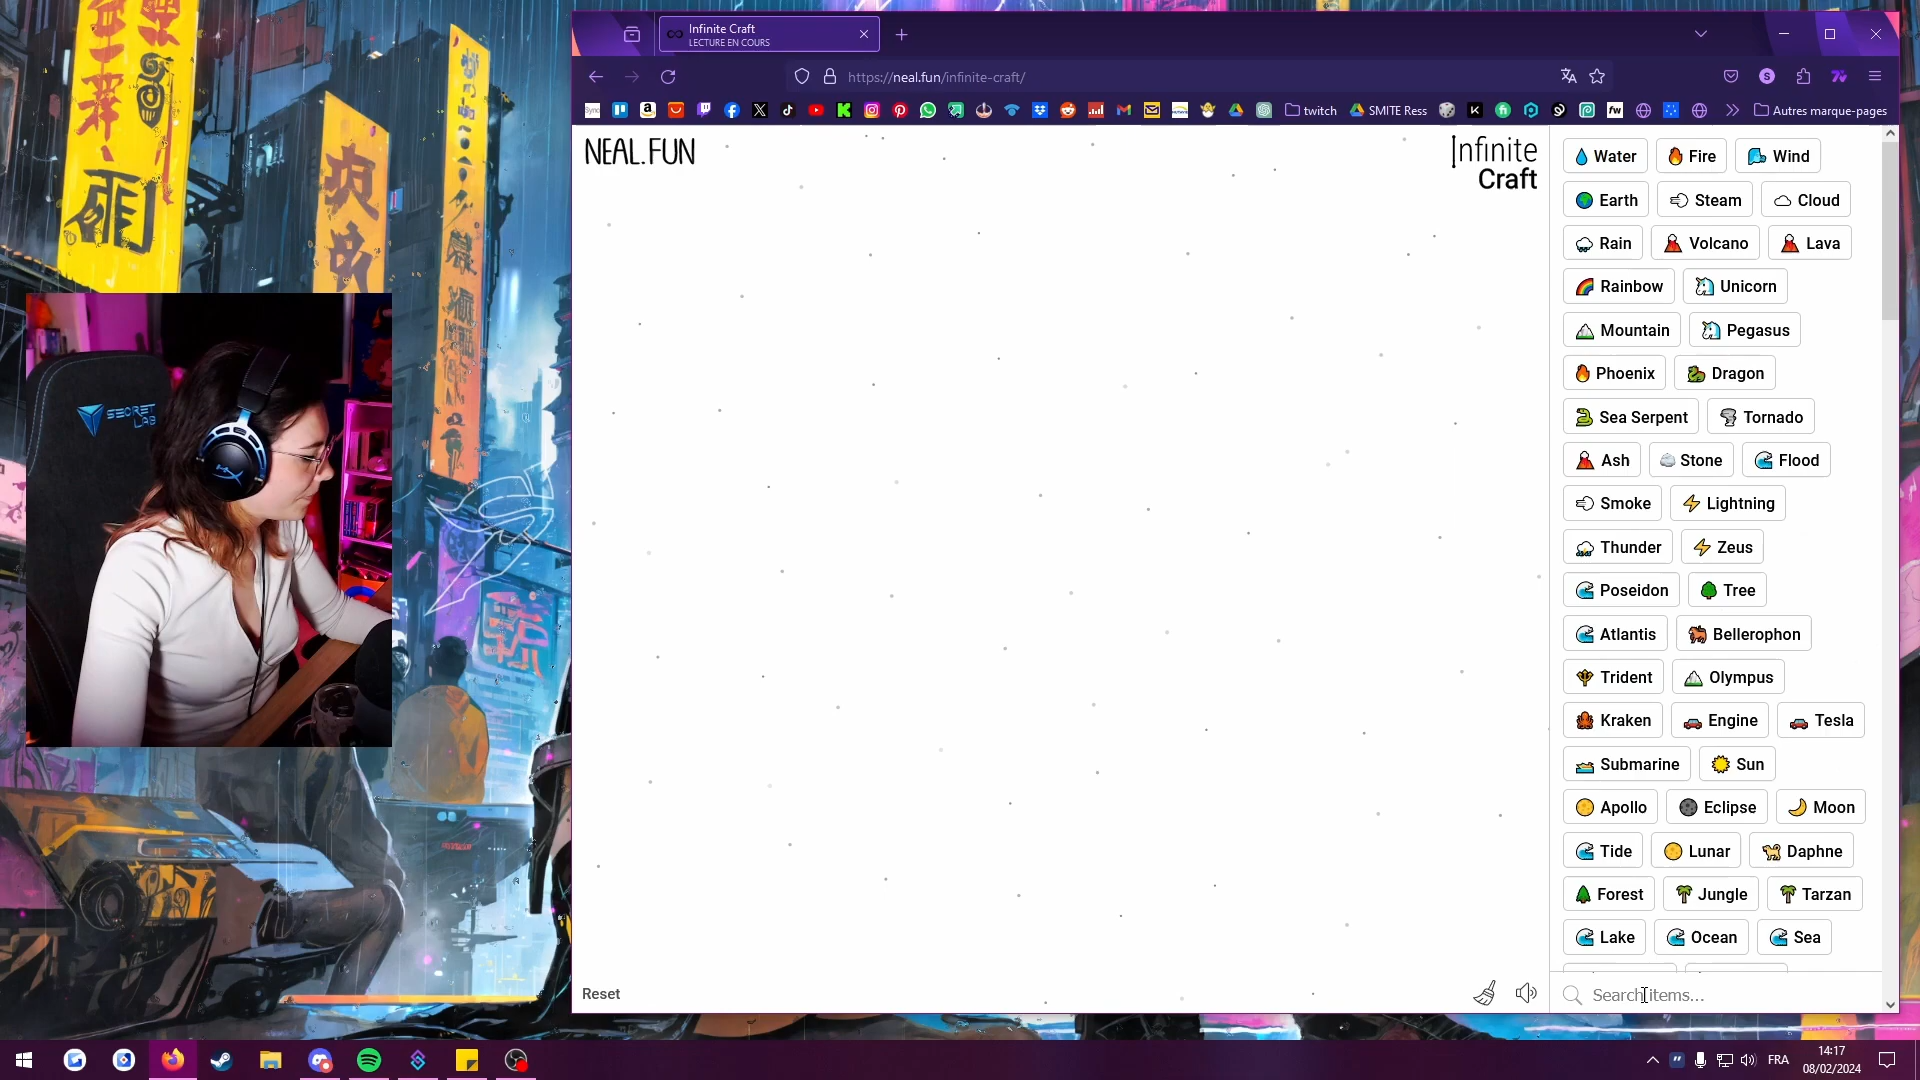 Infinite Craft
LECTURE EN COURS
https://neal.fun/infinite-craft/
twitch
SMITE Ress
Autres marque-pages
NEAL.FUN
Infinite
Craft
Water
Fire
Wind
Earth
Steam
Cloud
Rain
Volcano
Lava
Rainbow
Unicorn
Mountain
Pegasus
Phoenix
Dragon
Sea Serpent
Tornado
Ash
Stone
Flood
Smoke
Lightning
Thunder
Zeus
Poseidon
Tree
Atlantis
Bellerophon
Trident
Olympus
Kraken
Engine
Tesla
Submarine
Sun
Apollo
Eclipse
Moon
Tide
Lunar
Daphne
Forest
Jungle
Tarzan
Lake
Ocean
Sea
Reset
Search items...
SECRET
LAB
FRA
14:17
08/02/2024